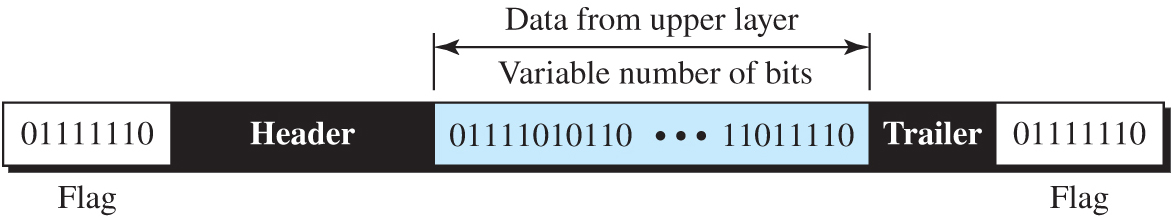 Data from upper layer
Variable number of bits
01111110 Header 01111010110 ••• 11011110 Trailer 01111110
Flag Flag